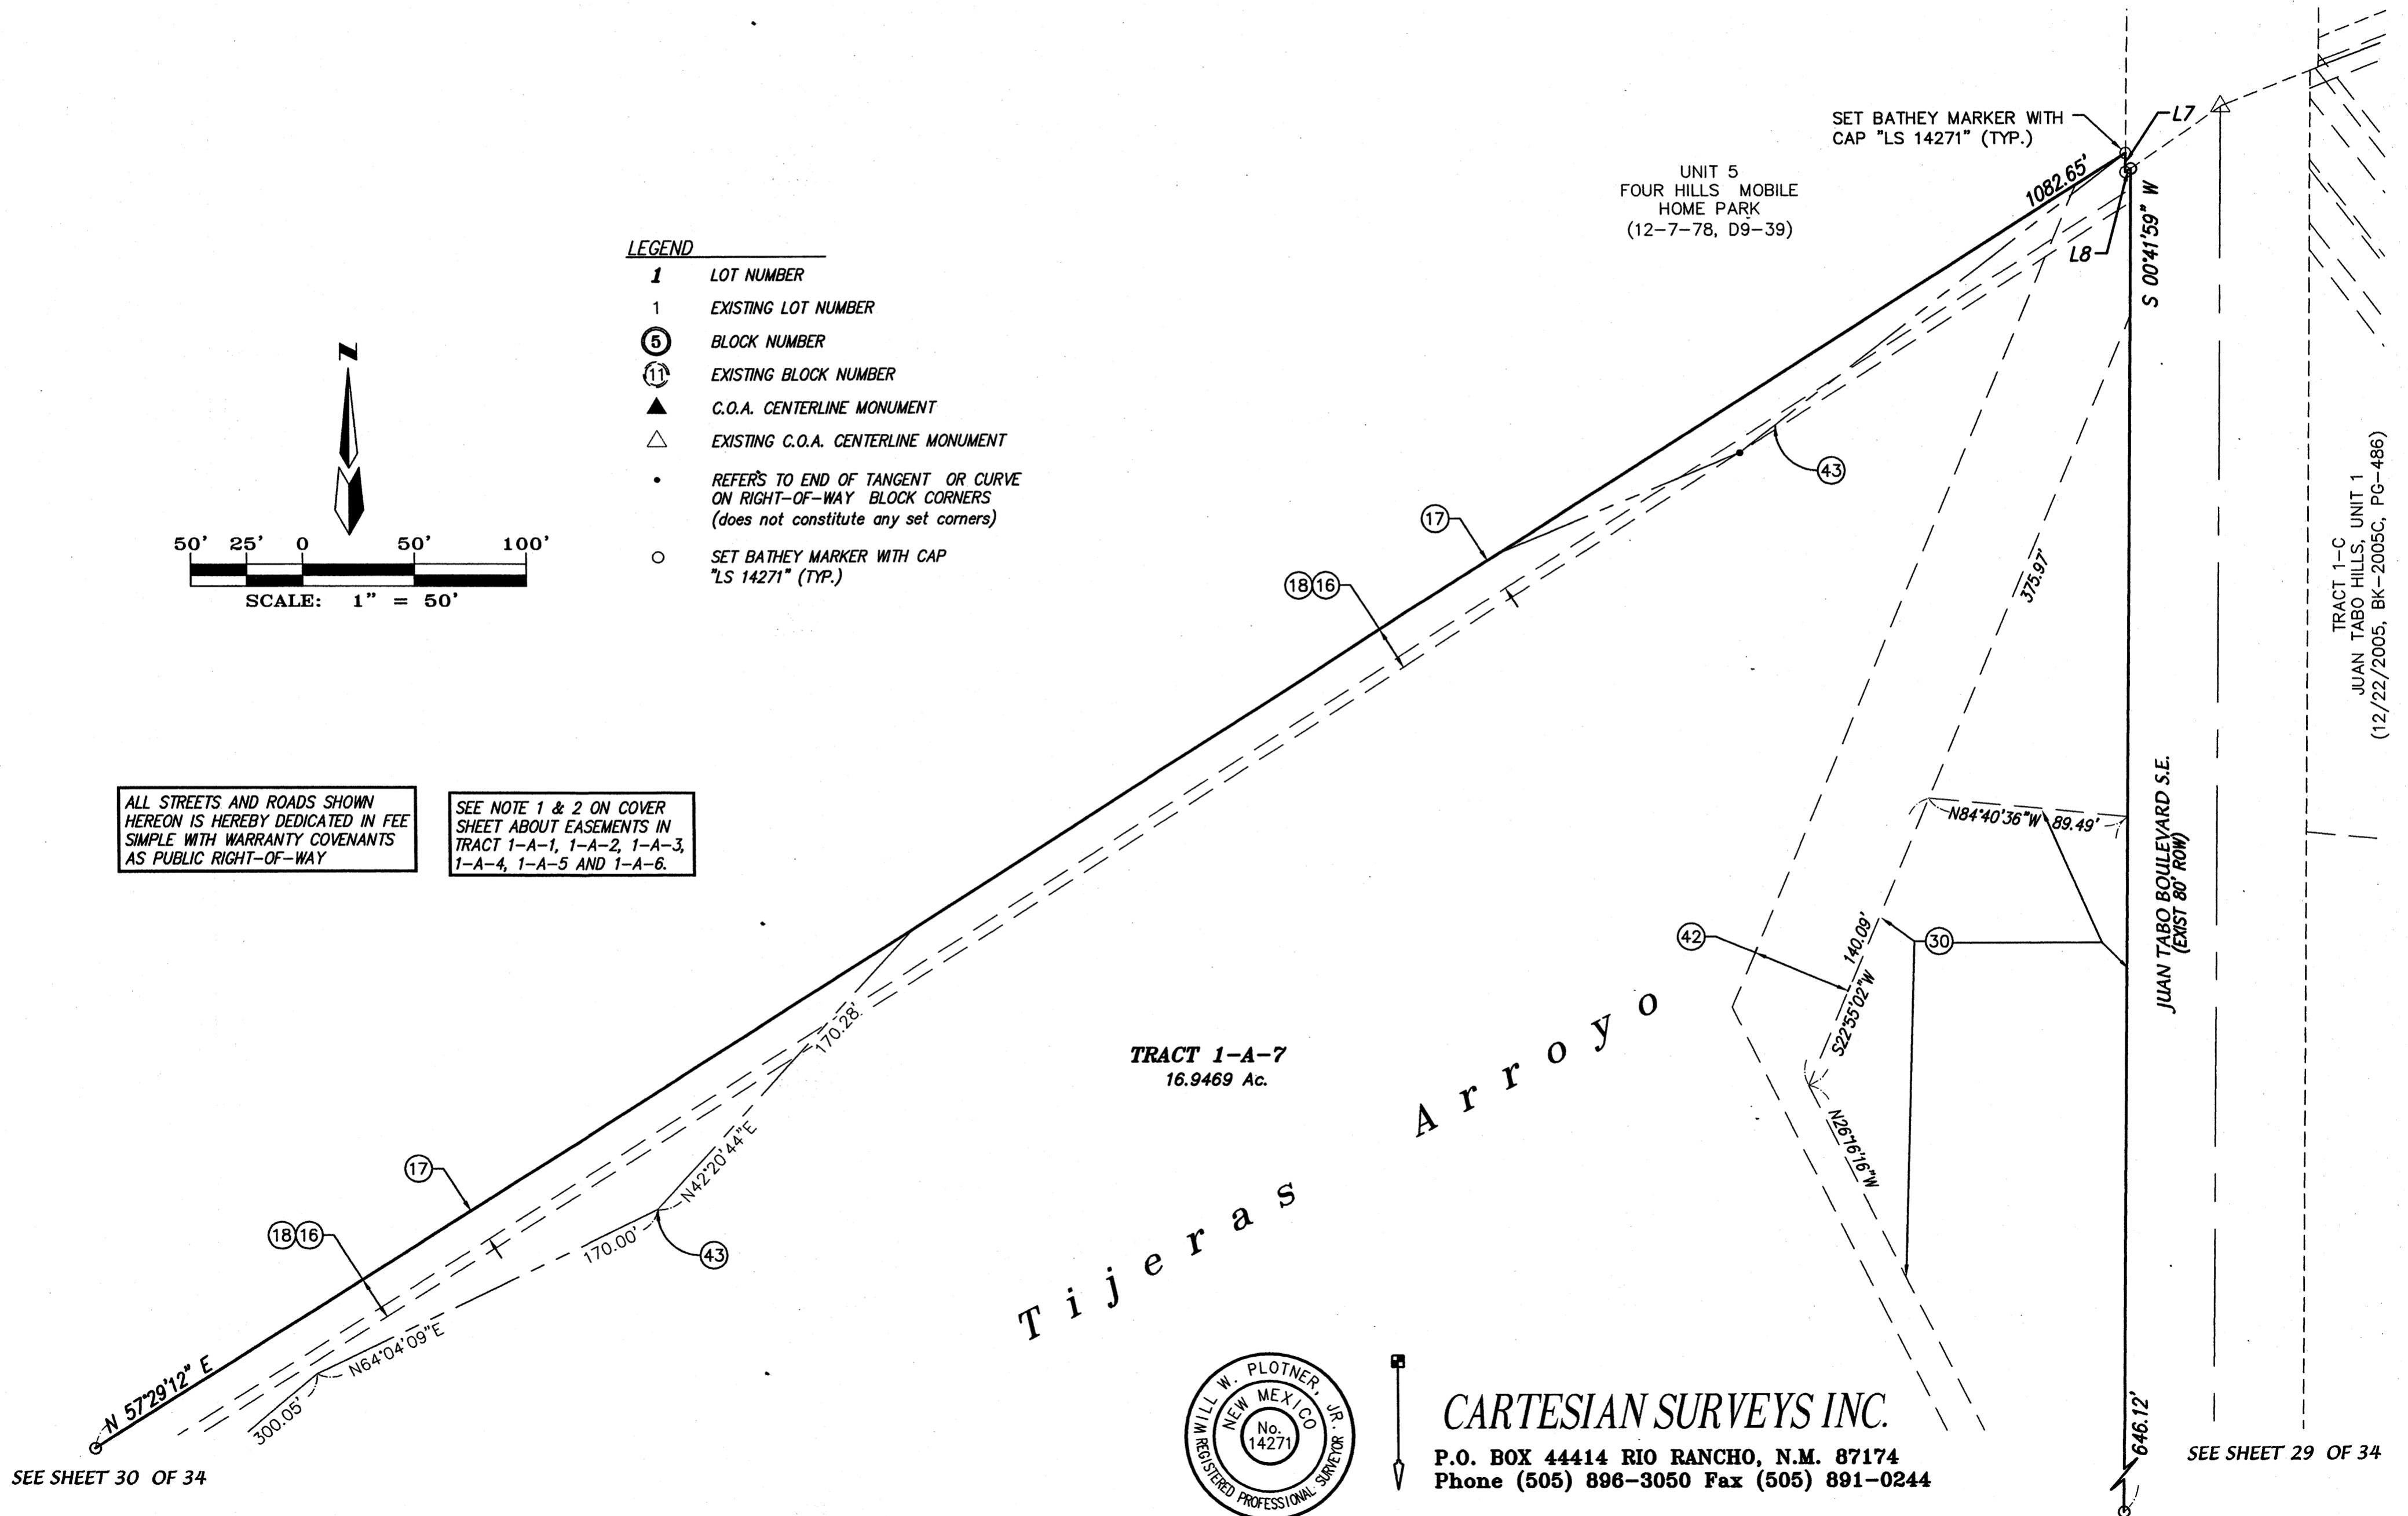 SET BATHEY MARKER WITH
CAP "LS 14271" (TYP.)
L7
1082.65'
UNIT 5
FOUR HILLS MOBILE
HOME PARK
(12-7-78, D9-39)
L8
S 00°41'59" W
LEGEND
1 LOT NUMBER
1 EXISTING LOT NUMBER
5 BLOCK NUMBER
11 EXISTING BLOCK NUMBER
C.O.A. CENTERLINE MONUMENT
EXISTING C.O.A. CENTERLINE MONUMENT
REFERS TO END OF TANGENT OR CURVE
ON RIGHT-OF-WAY BLOCK CORNERS
(does not constitute any set corners)
SET BATHEY MARKER WITH CAP
"LS 14271" (TYP.)
N
50' 25' 0 50' 100'
SCALE: 1" = 50'
43
17
18 16
375.97'
TRACT 1-C
JUAN TABO HILLS, UNIT 1
(12/22/2005, BK-2005C, PG-486)
ALL STREETS AND ROADS SHOWN
HEREON IS HEREBY DEDICATED IN FEE
SIMPLE WITH WARRANTY COVENANTS
AS PUBLIC RIGHT-OF-WAY
SEE NOTE 1 & 2 ON COVER
SHEET ABOUT EASEMENTS IN
TRACT 1-A-1, 1-A-2, 1-A-3,
1-A-4, 1-A-5 AND 1-A-6.
N84°40'36"W 89.49'
JUAN TABO BOULEVARD S.E.
(EXIST 80' ROW)
42
140.09'
S22°55'02"W
30
N26°16'16"W
170.28'
N42°20'44"E
TRACT 1-A-7
16.9469 Ac.
Tijeras Arroyo
17
18 16
170.00'
43
N64°04'09"E
300.05'
N 57°29'12" E
SEE SHEET 30 OF 34
WILL W. PLOTNER, JR.
NEW MEXICO
No.
14271
REGISTERED PROFESSIONAL SURVEYOR
CARTESIAN SURVEYS INC.
P.O. BOX 44414 RIO RANCHO, N.M. 87174
Phone (505) 896-3050 Fax (505) 891-0244
646.12'
SEE SHEET 29 OF 34